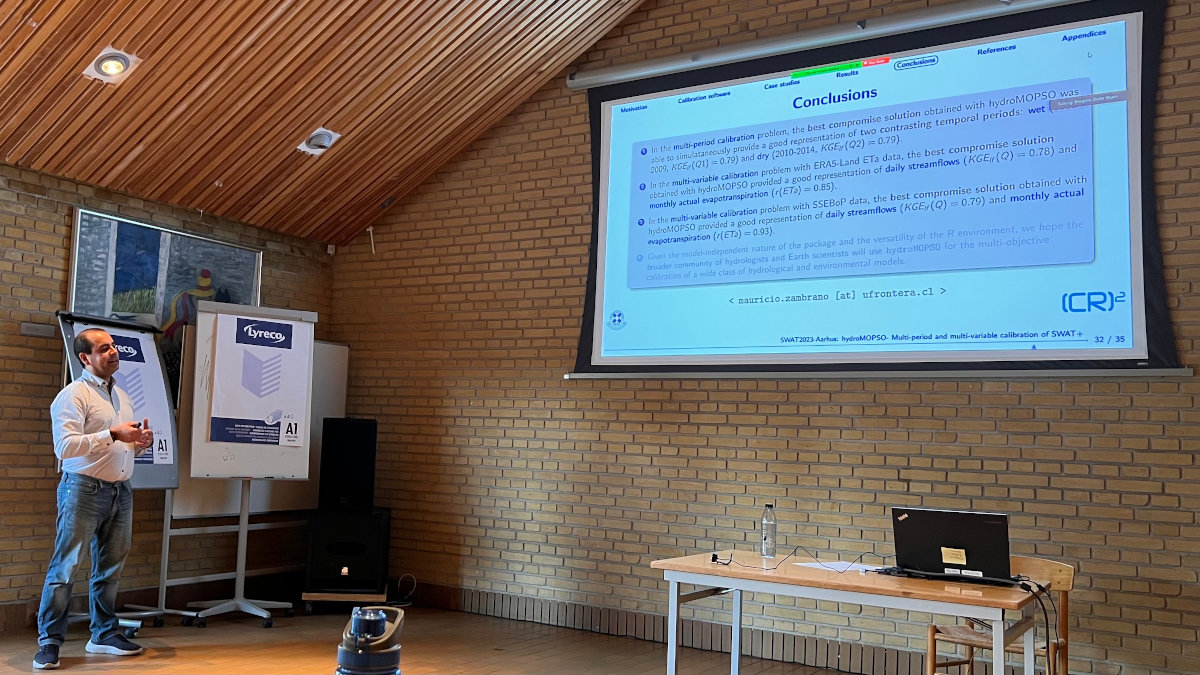 Motivation
Calibration software
Case studies
Results
Conclusions
References
Appendices
Conclusions
In the multi-period calibration problem, the best compromise solution obtained with hydroMOPSO was
able to simulataneously provide a good representation of two contrasting temporal periods: wet (
2009, KGElf(Q1) = 0.79) and dry (2010-2014, KGElf(Q2) = 0.79).
In the multi-variable calibration problem with ERA5-Land ETa data, the best compromise solution
obtained with hydroMOPSO provided a good representation of daily streamflows (KGElf(Q) = 0.78) and
monthly actual evapotranspiration (r(ETa) = 0.85).
In the multi-variable calibration problem with SSEBoP data, the best compromise solution obtained with
hydroMOPSO provided a good representation of daily streamflows (KGElf(Q) = 0.79) and monthly actual
evapotranspiration (r(ETa) = 0.93).
Given the model-independent nature of the package and the versatility of the R environment, we hope the
broader community of hydrologists and Earth scientists will use hydroMOPSO for the multi-objective
calibration of a wide class of hydrological and environmental models.
< mauricio.zambrano [at] ufrontera.cl >
(CR)2
SWAT2023-Aarhus: hydroMOPSO- Multi-period and multi-variable calibration of SWAT+
32 / 35
Lyreco
A1
Lyreco
A1